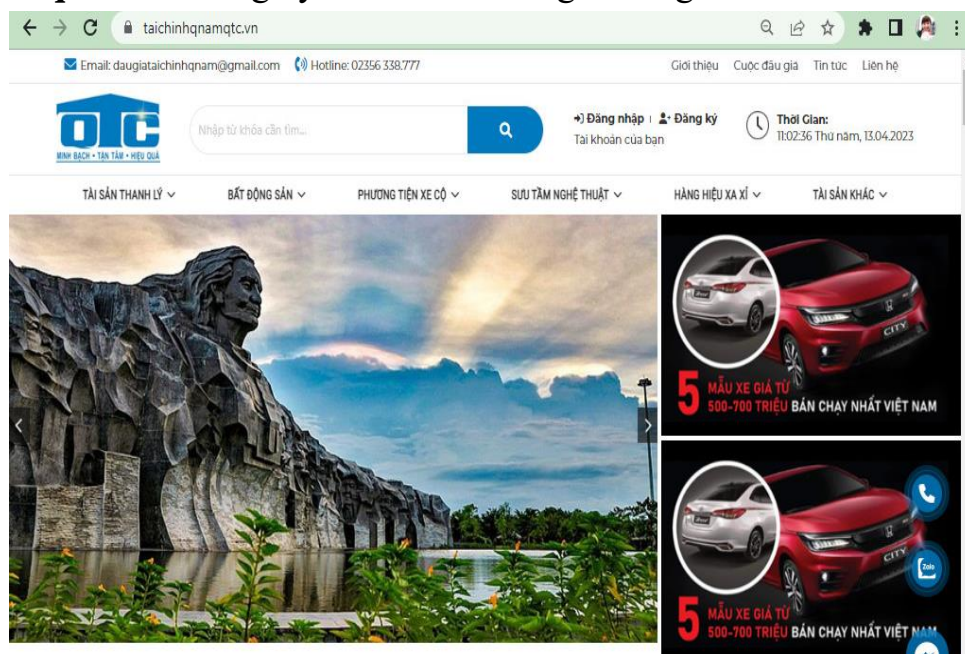 taichinhqnamqtc.vn
Email: daugiataichinhqnam@gmail.com Hotline: 02356 338.777
Giới thiệu Cuộc đấu giá Tin tức Liên hệ
QTC
MINH BẠCH - TẬN TÂM - HIỆU QUẢ
Nhập từ khóa cần tìm...
Đăng nhập | Đăng ký
Tài khoản của bạn
Thời Gian:
11:02:36 Thứ năm, 13.04.2023
TÀI SẢN THANH LÝ
BẤT ĐỘNG SẢN
PHƯƠNG TIỆN XE CỘ
SƯU TẦM NGHỆ THUẬT
HÀNG HIỆU XA XỈ
TÀI SẢN KHÁC
CITY
5 MẪU XE GIÁ TỪ
500-700 TRIỆU BÁN CHẠY NHẤT VIỆT NAM
CITY
Zalo
5 MẪU XE GIÁ TỪ
500-700 TRIỆU BÁN CHẠY NHẤT VIỆT NAM